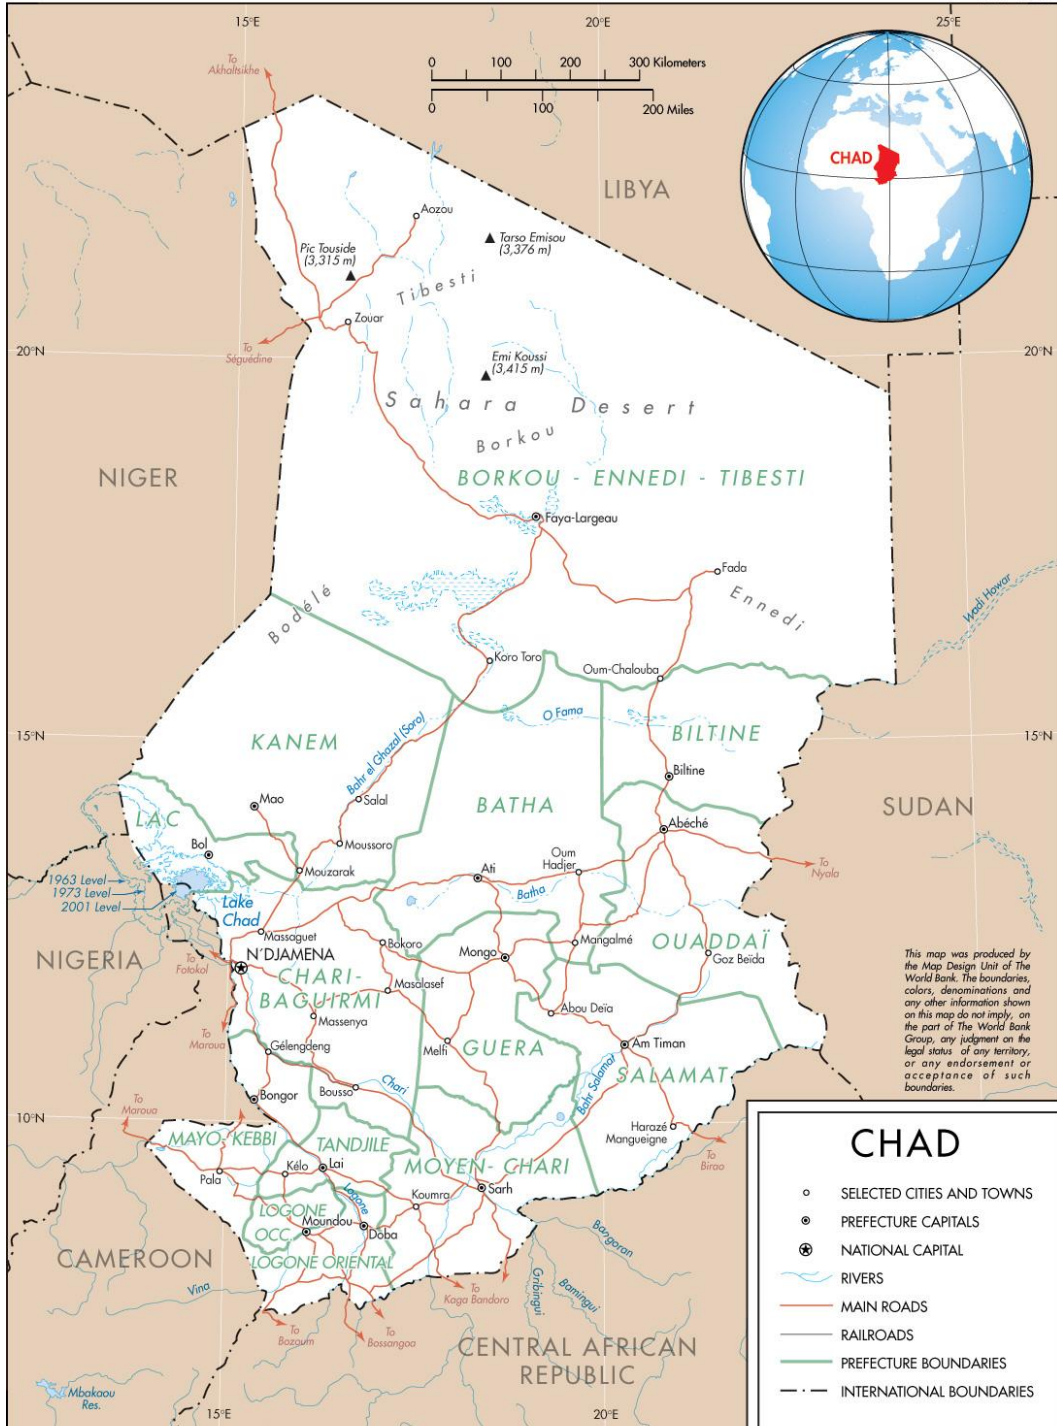 15°E
20°E
25°E
To
Akhaltsikhe
0 100 200 300 Kilometers
0 100 200 Miles
CHAD
LIBYA
Aozou
Pic Touside
(3,315 m)
Tarso Emisou
(3,376 m)
Tibesti
Zouar
To
Séguédine
20°N
20°N
Emi Koussi
(3,415 m)
Sahara Desert
Borkou
NIGER
BORKOU - ENNEDI - TIBESTI
Faya-Largeau
Fada
Ennedi
Bodélé
Wadi Howar
Koro Toro
Oum-Chalouba
O Fama
15°N
15°N
KANEM
Bahr el Ghazal (Soro)
BILTINE
Biltine
Mao
Salal
BATHA
SUDAN
LAC
Abéché
Bol
Moussoro
Oum
Hadjer
Mouzarak
Ati
To
Nyala
1963 Level
1973 Level
2001 Level
Batha
Lake
Chad
Massaguet
Bokoro
Mongo
Mangalmé
OUADDAÏ
Goz Beïda
NIGERIA
N'DJAMENA
To
Fotokol
CHARI-
BAGUIRMI
Masalasef
Massenya
Abou Deïa
To
Maroua
Gélengdeng
Melfi
GUERA
Am Timan
SALAMAT
Bousso
Chari
Bahr Salamat
Bongor
To
Maroua
10°N
Harazé
Mangueigne
To
Birao
MAYO-KEBBI
TANDJILE
MOYEN-CHARI
Pala
Kélo
Lai
Sarh
Koumra
Logone
LOGONE
OCC.
Moundou
Doba
LOGONE ORIENTAL
CAMEROON
Vina
To
Bozoum
To
Bossangoa
To
Kaga Bandoro
Gribingui
Bamingui
Bangoran
CENTRAL AFRICAN
REPUBLIC
Mbakaou
Res.
15°E
20°E
This map was produced by
the Map Design Unit of The
World Bank. The boundaries,
colors, denominations and
any other information shown
on this map do not imply, on
the part of The World Bank
Group, any judgment on the
legal status of any territory,
or any endorsement or
acceptance of such
boundaries.
CHAD
SELECTED CITIES AND TOWNS
PREFECTURE CAPITALS
NATIONAL CAPITAL
RIVERS
MAIN ROADS
RAILROADS
PREFECTURE BOUNDARIES
INTERNATIONAL BOUNDARIES